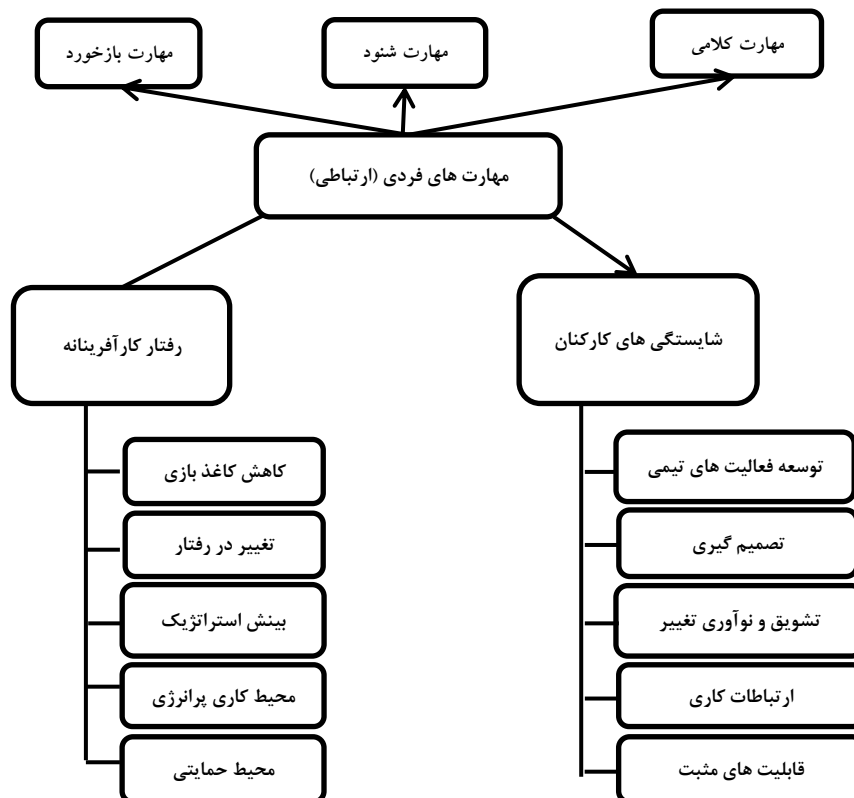 مهارت کلامی
مهارت شنود
مهارت بازخورد
مهارت های فردی (ارتباطی)
شایستگی های کارکنان
رفتار کارآفرینانه
توسعه فعالیت های تیمی
کاهش کاغذ بازی
تصمیم گیری
تغییر در رفتار
تشویق و نوآوری تغییر
بینش استراتژیک
ارتباطات کاری
محیط کاری پرانرژی
قابلیت های مثبت
محیط حمایتی